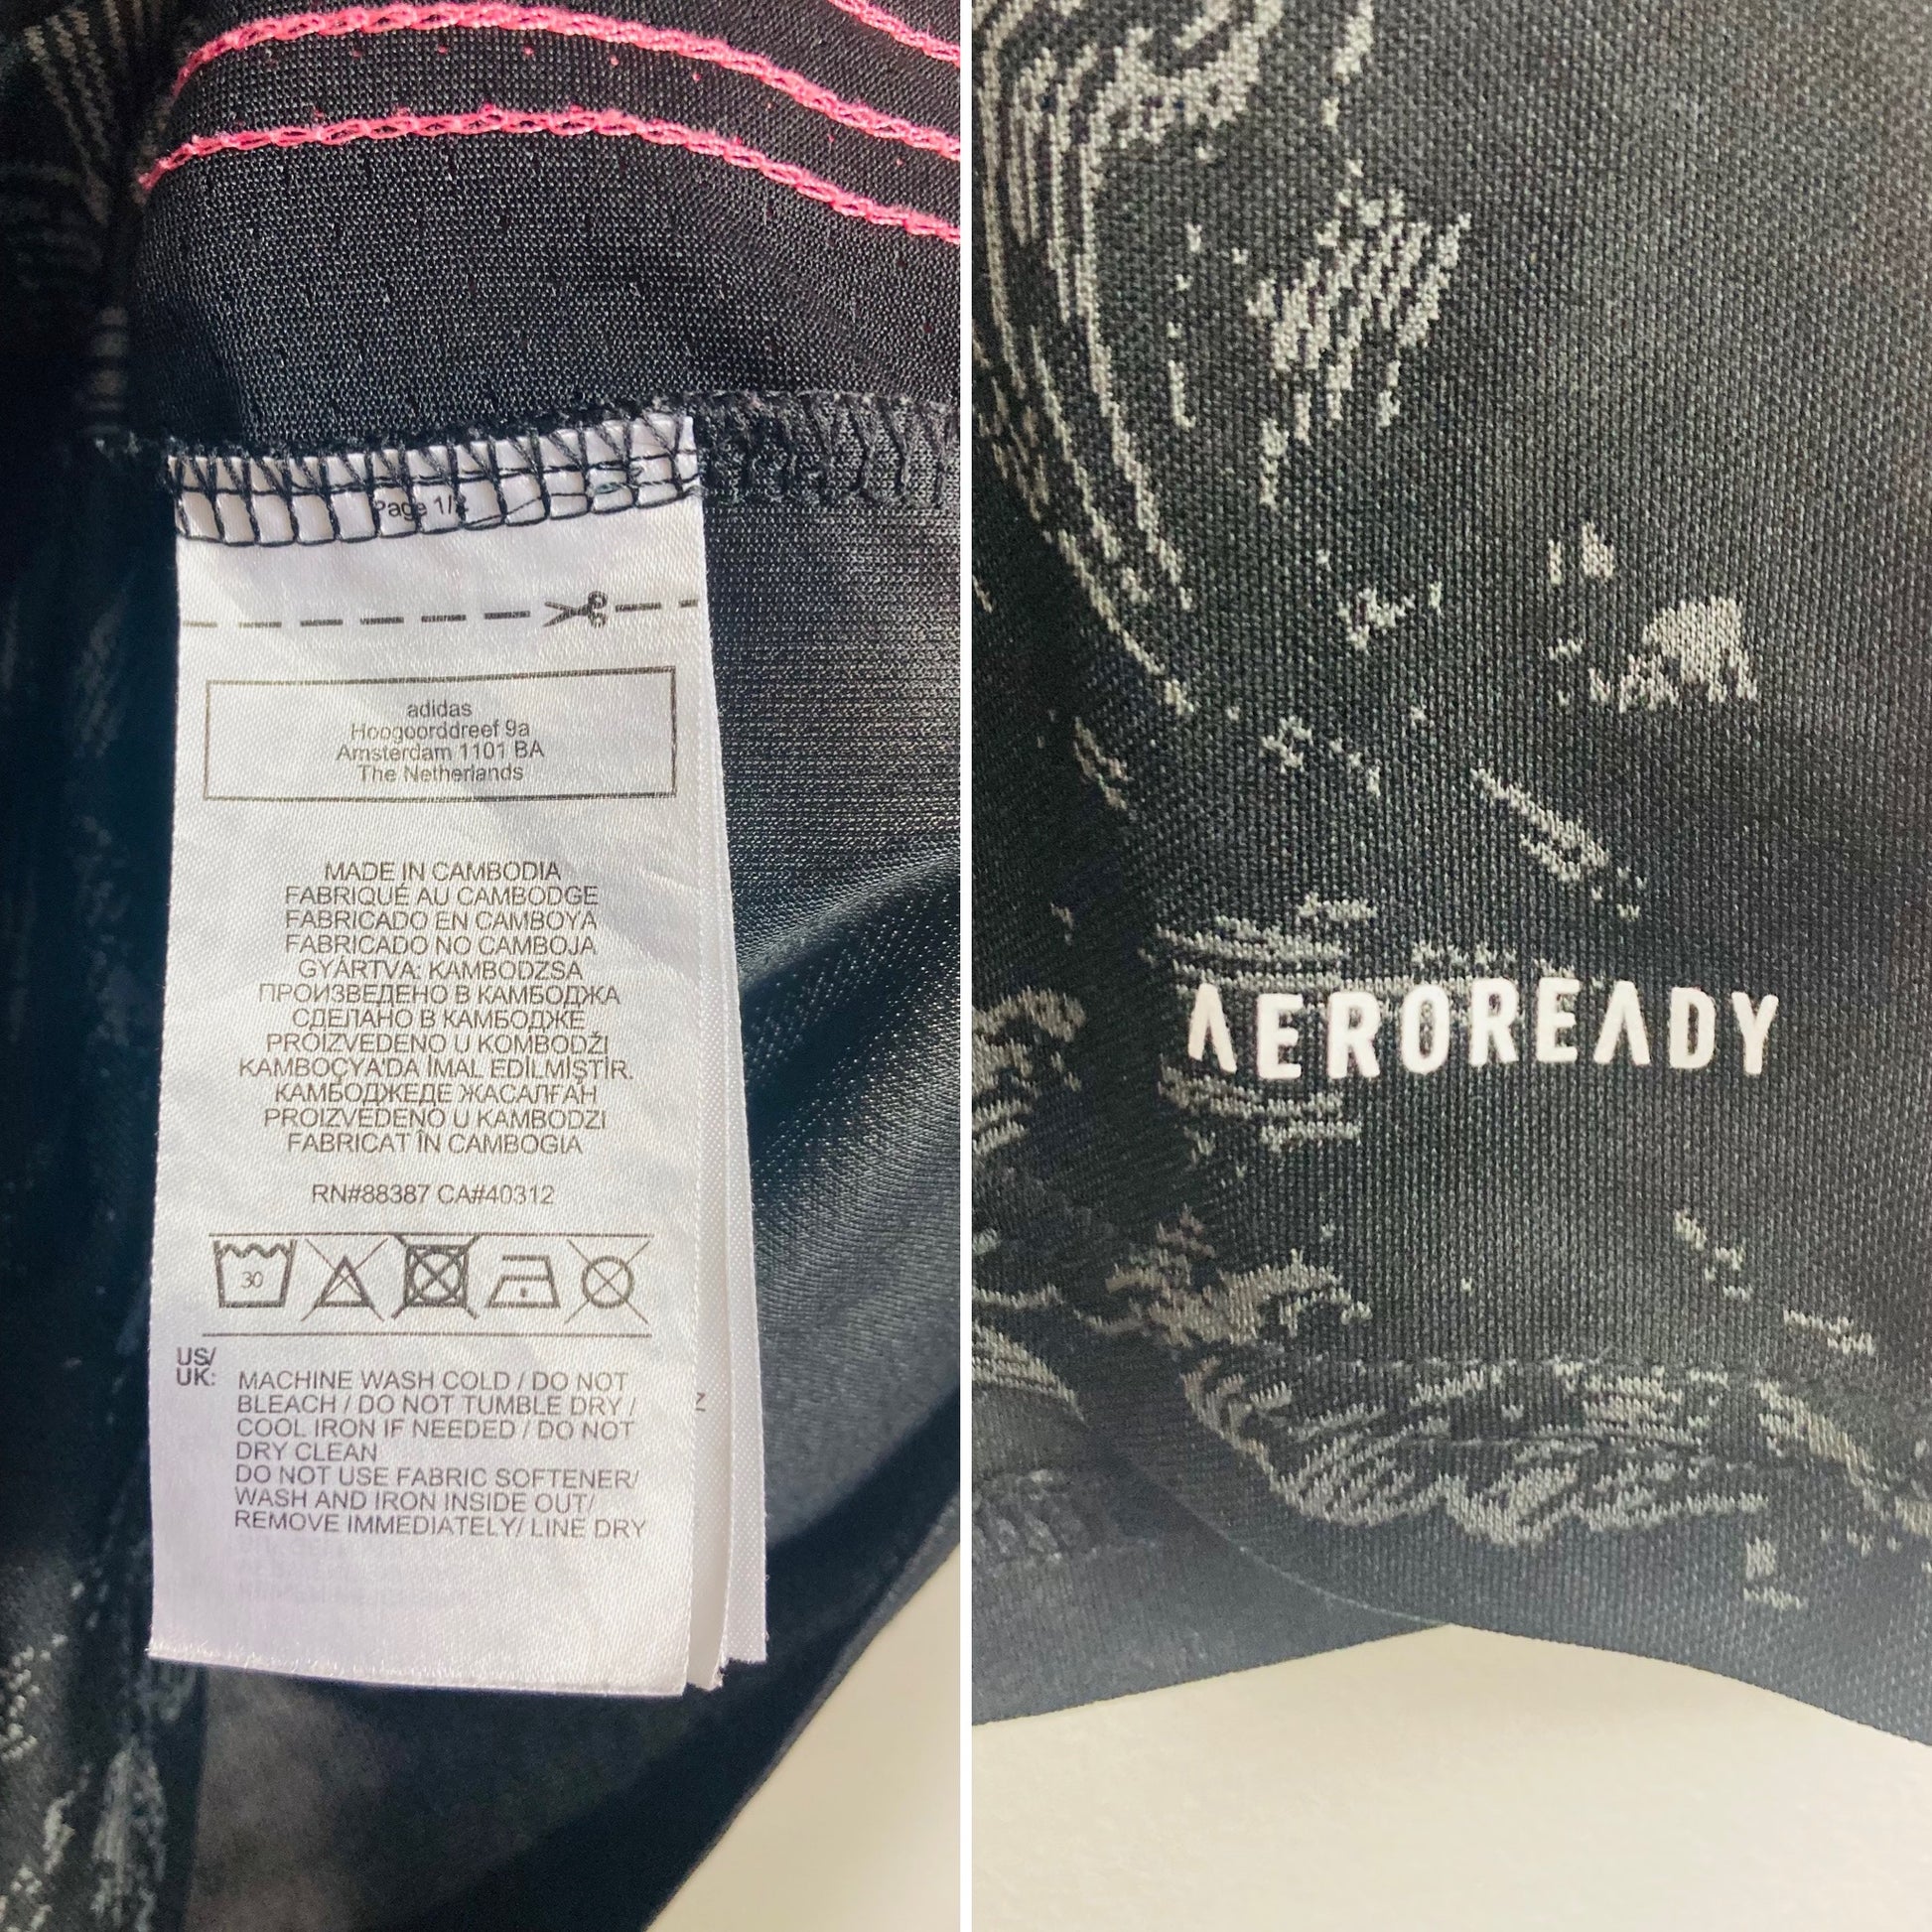 Page 1/
adidas
Hoogoorddreef 9a
Amsterdam 1101 BA
The Netherlands
MADE IN CAMBODIA
FABRIQUÉ AU CAMBODGE
FABRICADO EN CAMBOYA
FABRICADO NO CAMBOJA
GYÁRTVA: KAMBODZSA
ПРОИЗВЕДЕНО В КАМБОДЖА
СДЕЛАНО В КАМБОДЖЕ
PROIZVEDENO U KOMBODŽI
KAMBOÇYA'DA İMAL EDİLMİŞTİR.
КАМБОДЖЕДЕ ЖАСАЛҒАН
PROIZVEDENO U KAMBODZI
FABRICAT ÎN CAMBOGIA
RN#88387 CA#40312
30
US/
UK:
MACHINE WASH COLD / DO NOT
BLEACH / DO NOT TUMBLE DRY /
COOL IRON IF NEEDED / DO NOT
DRY CLEAN
DO NOT USE FABRIC SOFTENER/
WASH AND IRON INSIDE OUT/
REMOVE IMMEDIATELY/ LINE DRY
Z
AEROREADY